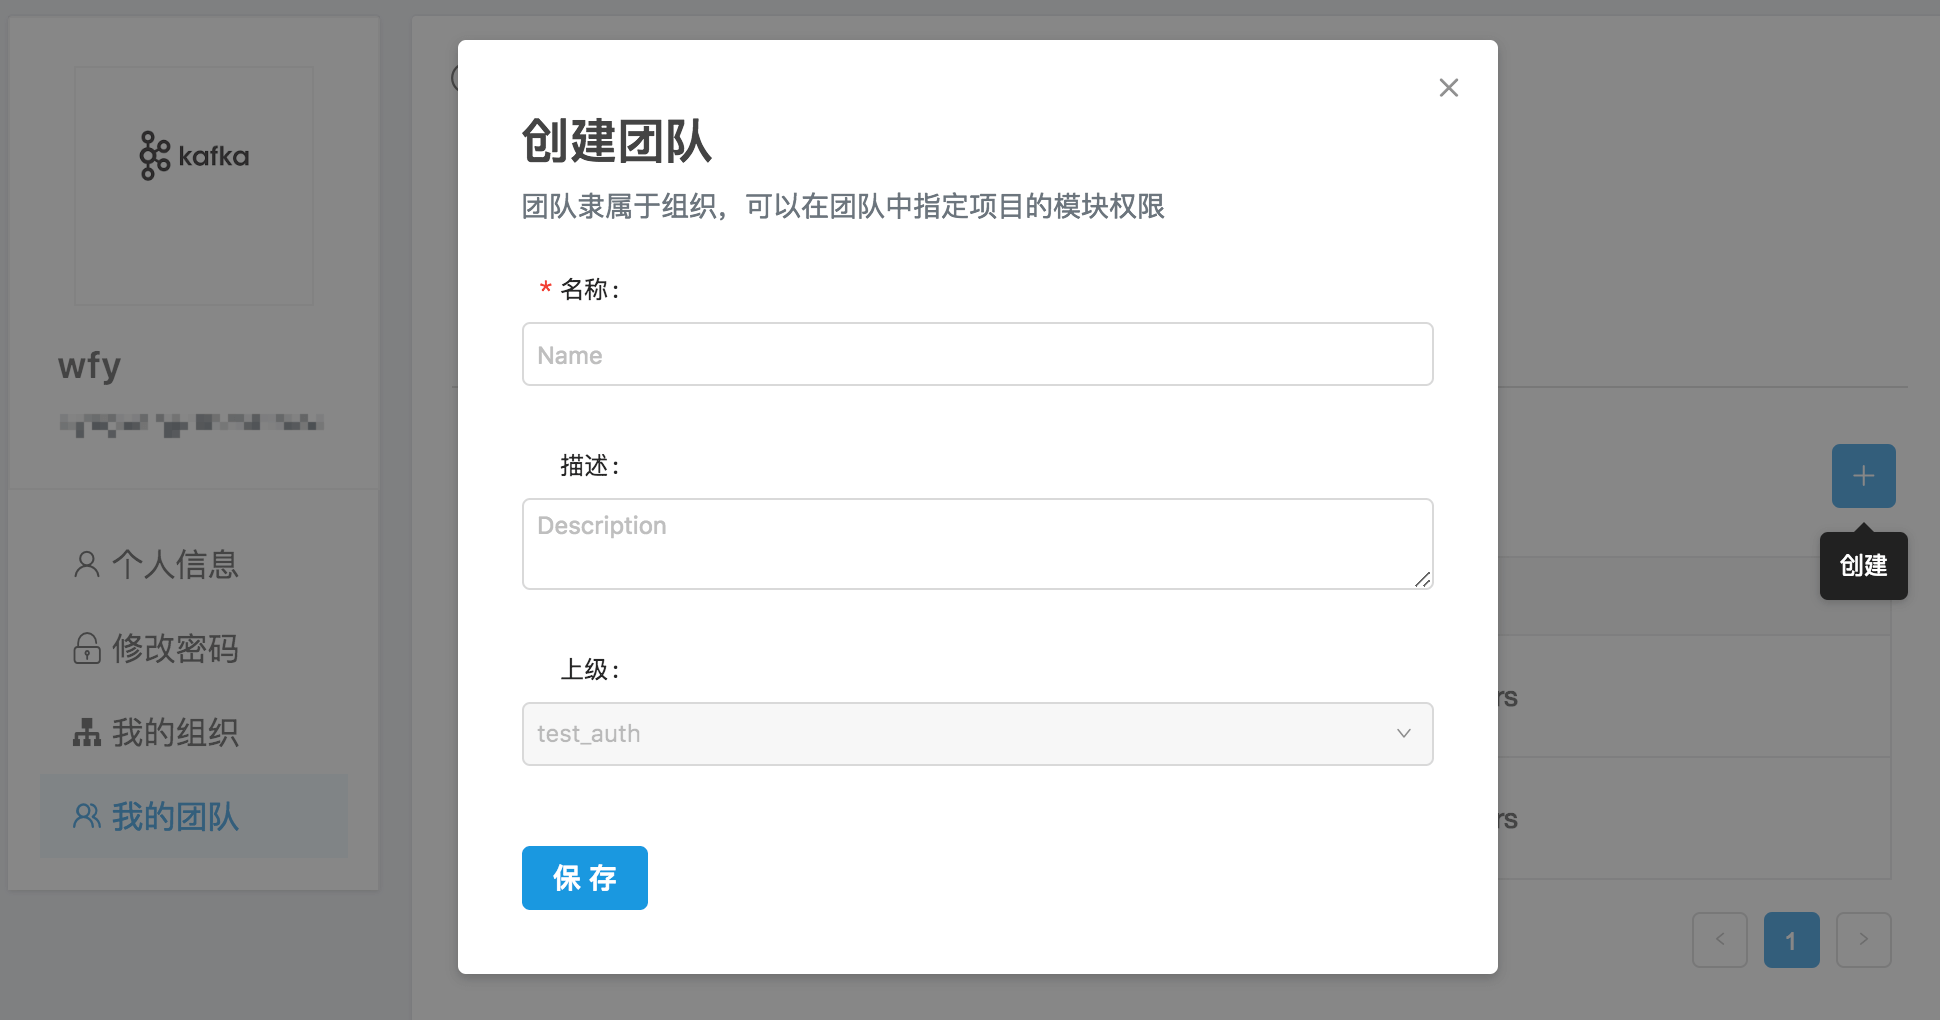 kafka
wfy
个人信息
修改密码
我的组织
我的团队
创建团队
团队隶属于组织，可以在团队中指定项目的模块权限
* 名称：
Name
描述：
Description
上级：
test_auth
保 存
创建
rs
rs
1